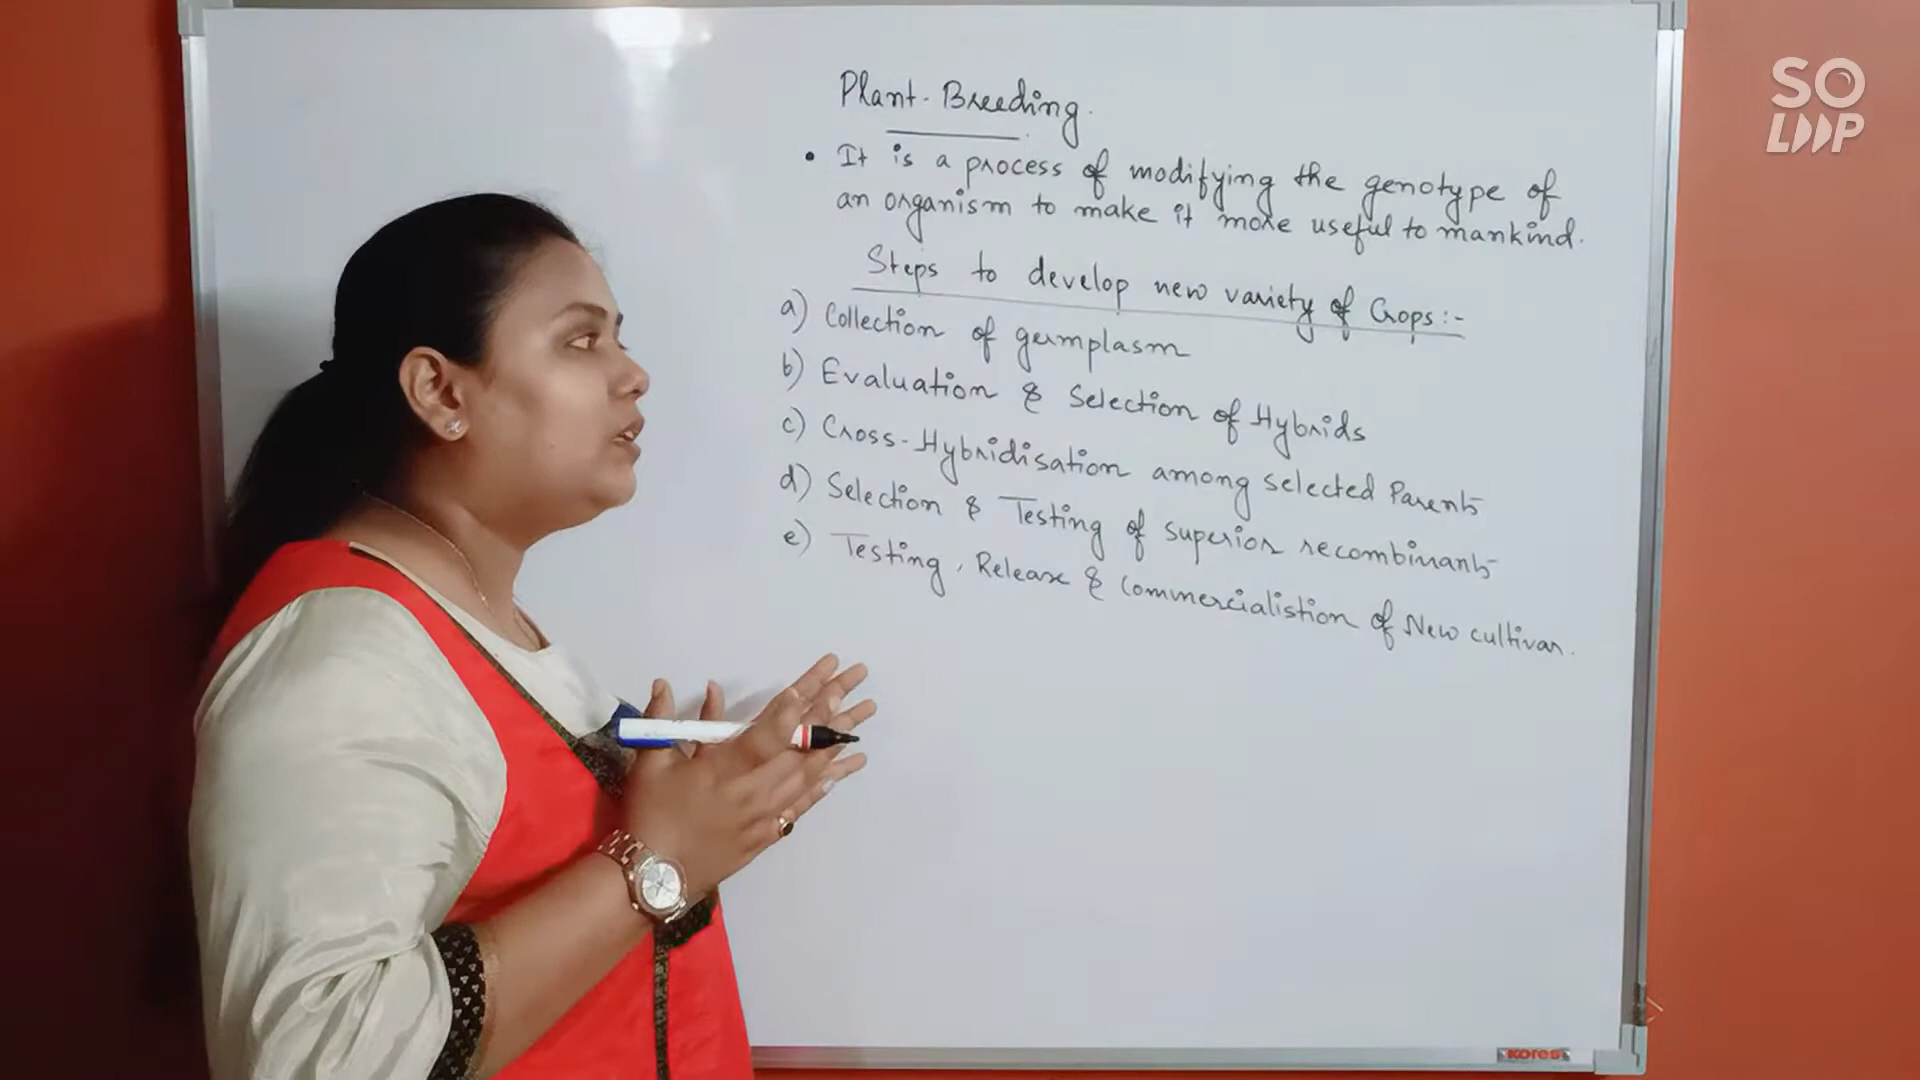 Plant-Breeding.
• It is a process of modifying the genotype of
an organism to make it more useful to mankind.
Steps to develop new variety of Crops:-
a) Collection of germplasm
b) Evaluation & Selection of Hybrids
c) Cross-Hybridisation among selected Parents
d) Selection & Testing of superior recombinants
e) Testing, Release & Commercialistion of New cultivar.
SO
LOOP
kores